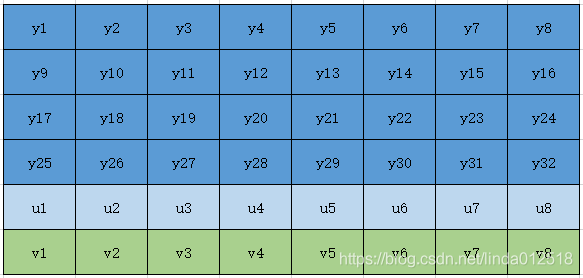 y1 y2 y3 y4 y5 y6 y7 y8
y9 y10 y11 y12 y13 y14 y15 y16
y17 y18 y19 y20 y21 y22 y23 y24
y25 y26 y27 y28 y29 y30 y31 y32
u1 u2 u3 u4 u5 u6 u7 u8
v1 v2 v3 v4 v5 v6 v7 v8
https://blog.csdn.net/linda012518